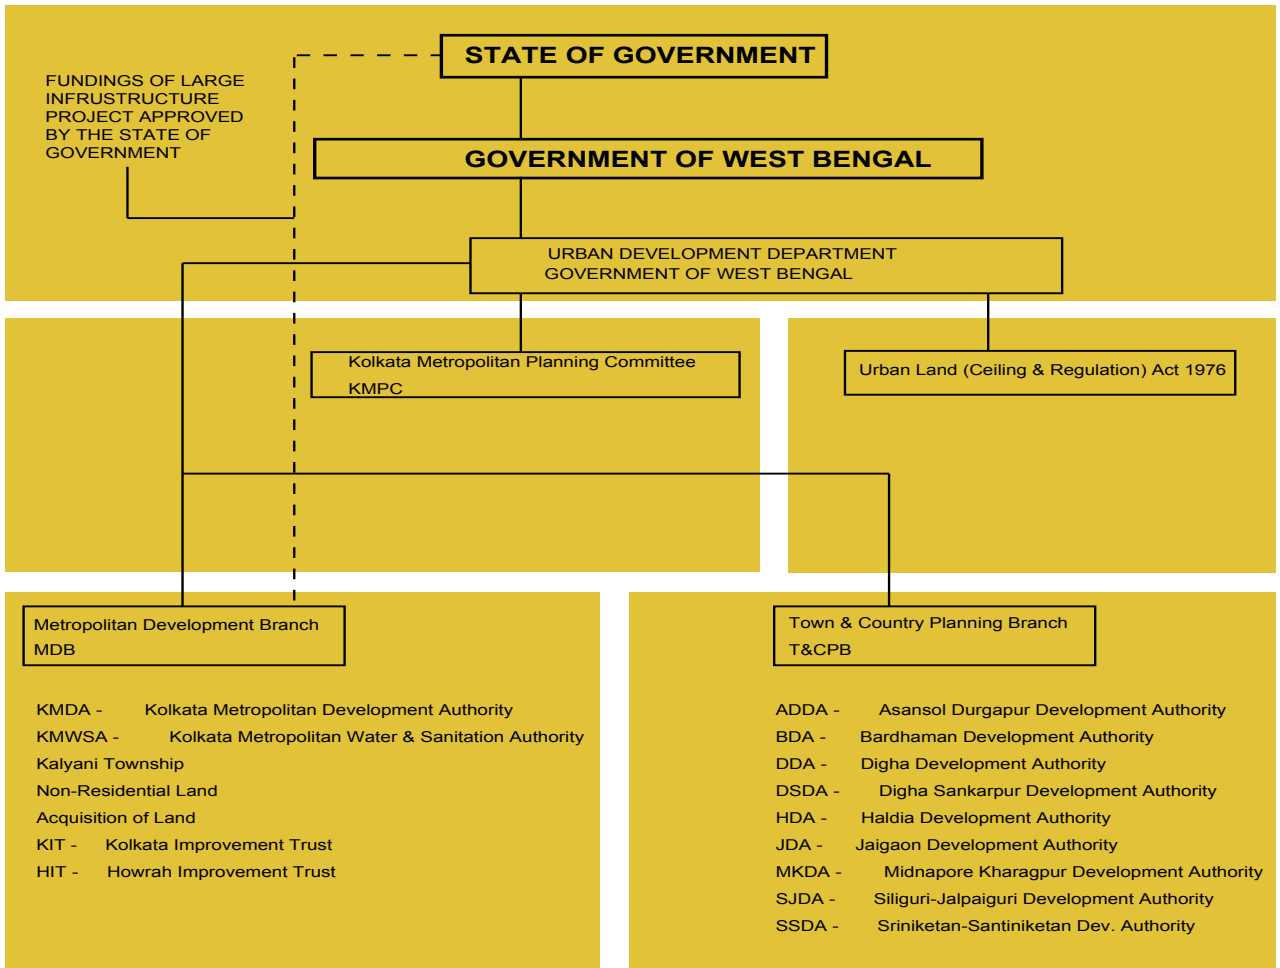 STATE OF GOVERNMENT
FUNDINGS OF LARGE
INFRUSTRUCTURE
PROJECT APPROVED
BY THE STATE OF
GOVERNMENT
GOVERNMENT OF WEST BENGAL
URBAN DEVELOPMENT DEPARTMENT
GOVERNMENT OF WEST BENGAL
Kolkata Metropolitan Planning Committee
KMPC
Urban Land (Ceiling & Regulation) Act 1976
Metropolitan Development Branch
MDB
KMDA - Kolkata Metropolitan Development Authority
KMWSA - Kolkata Metropolitan Water & Sanitation Authority
Kalyani Township
Non-Residential Land
Acquisition of Land
KIT - Kolkata Improvement Trust
HIT - Howrah Improvement Trust
Town & Country Planning Branch
T&CPB
ADDA - Asansol Durgapur Development Authority
BDA - Bardhaman Development Authority
DDA - Digha Development Authority
DSDA - Digha Sankarpur Development Authority
HDA - Haldia Development Authority
JDA - Jaigaon Development Authority
MKDA - Midnapore Kharagpur Development Authority
SJDA - Siliguri-Jalpaiguri Development Authority
SSDA - Sriniketan-Santiniketan Dev. Authority